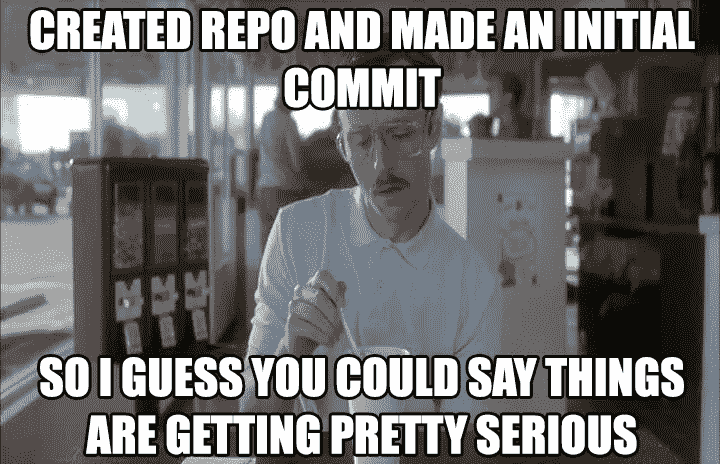 CREATED REPO AND MADE AN INITIAL
COMMIT
SO I GUESS YOU COULD SAY THINGS
ARE GETTING PRETTY SERIOUS